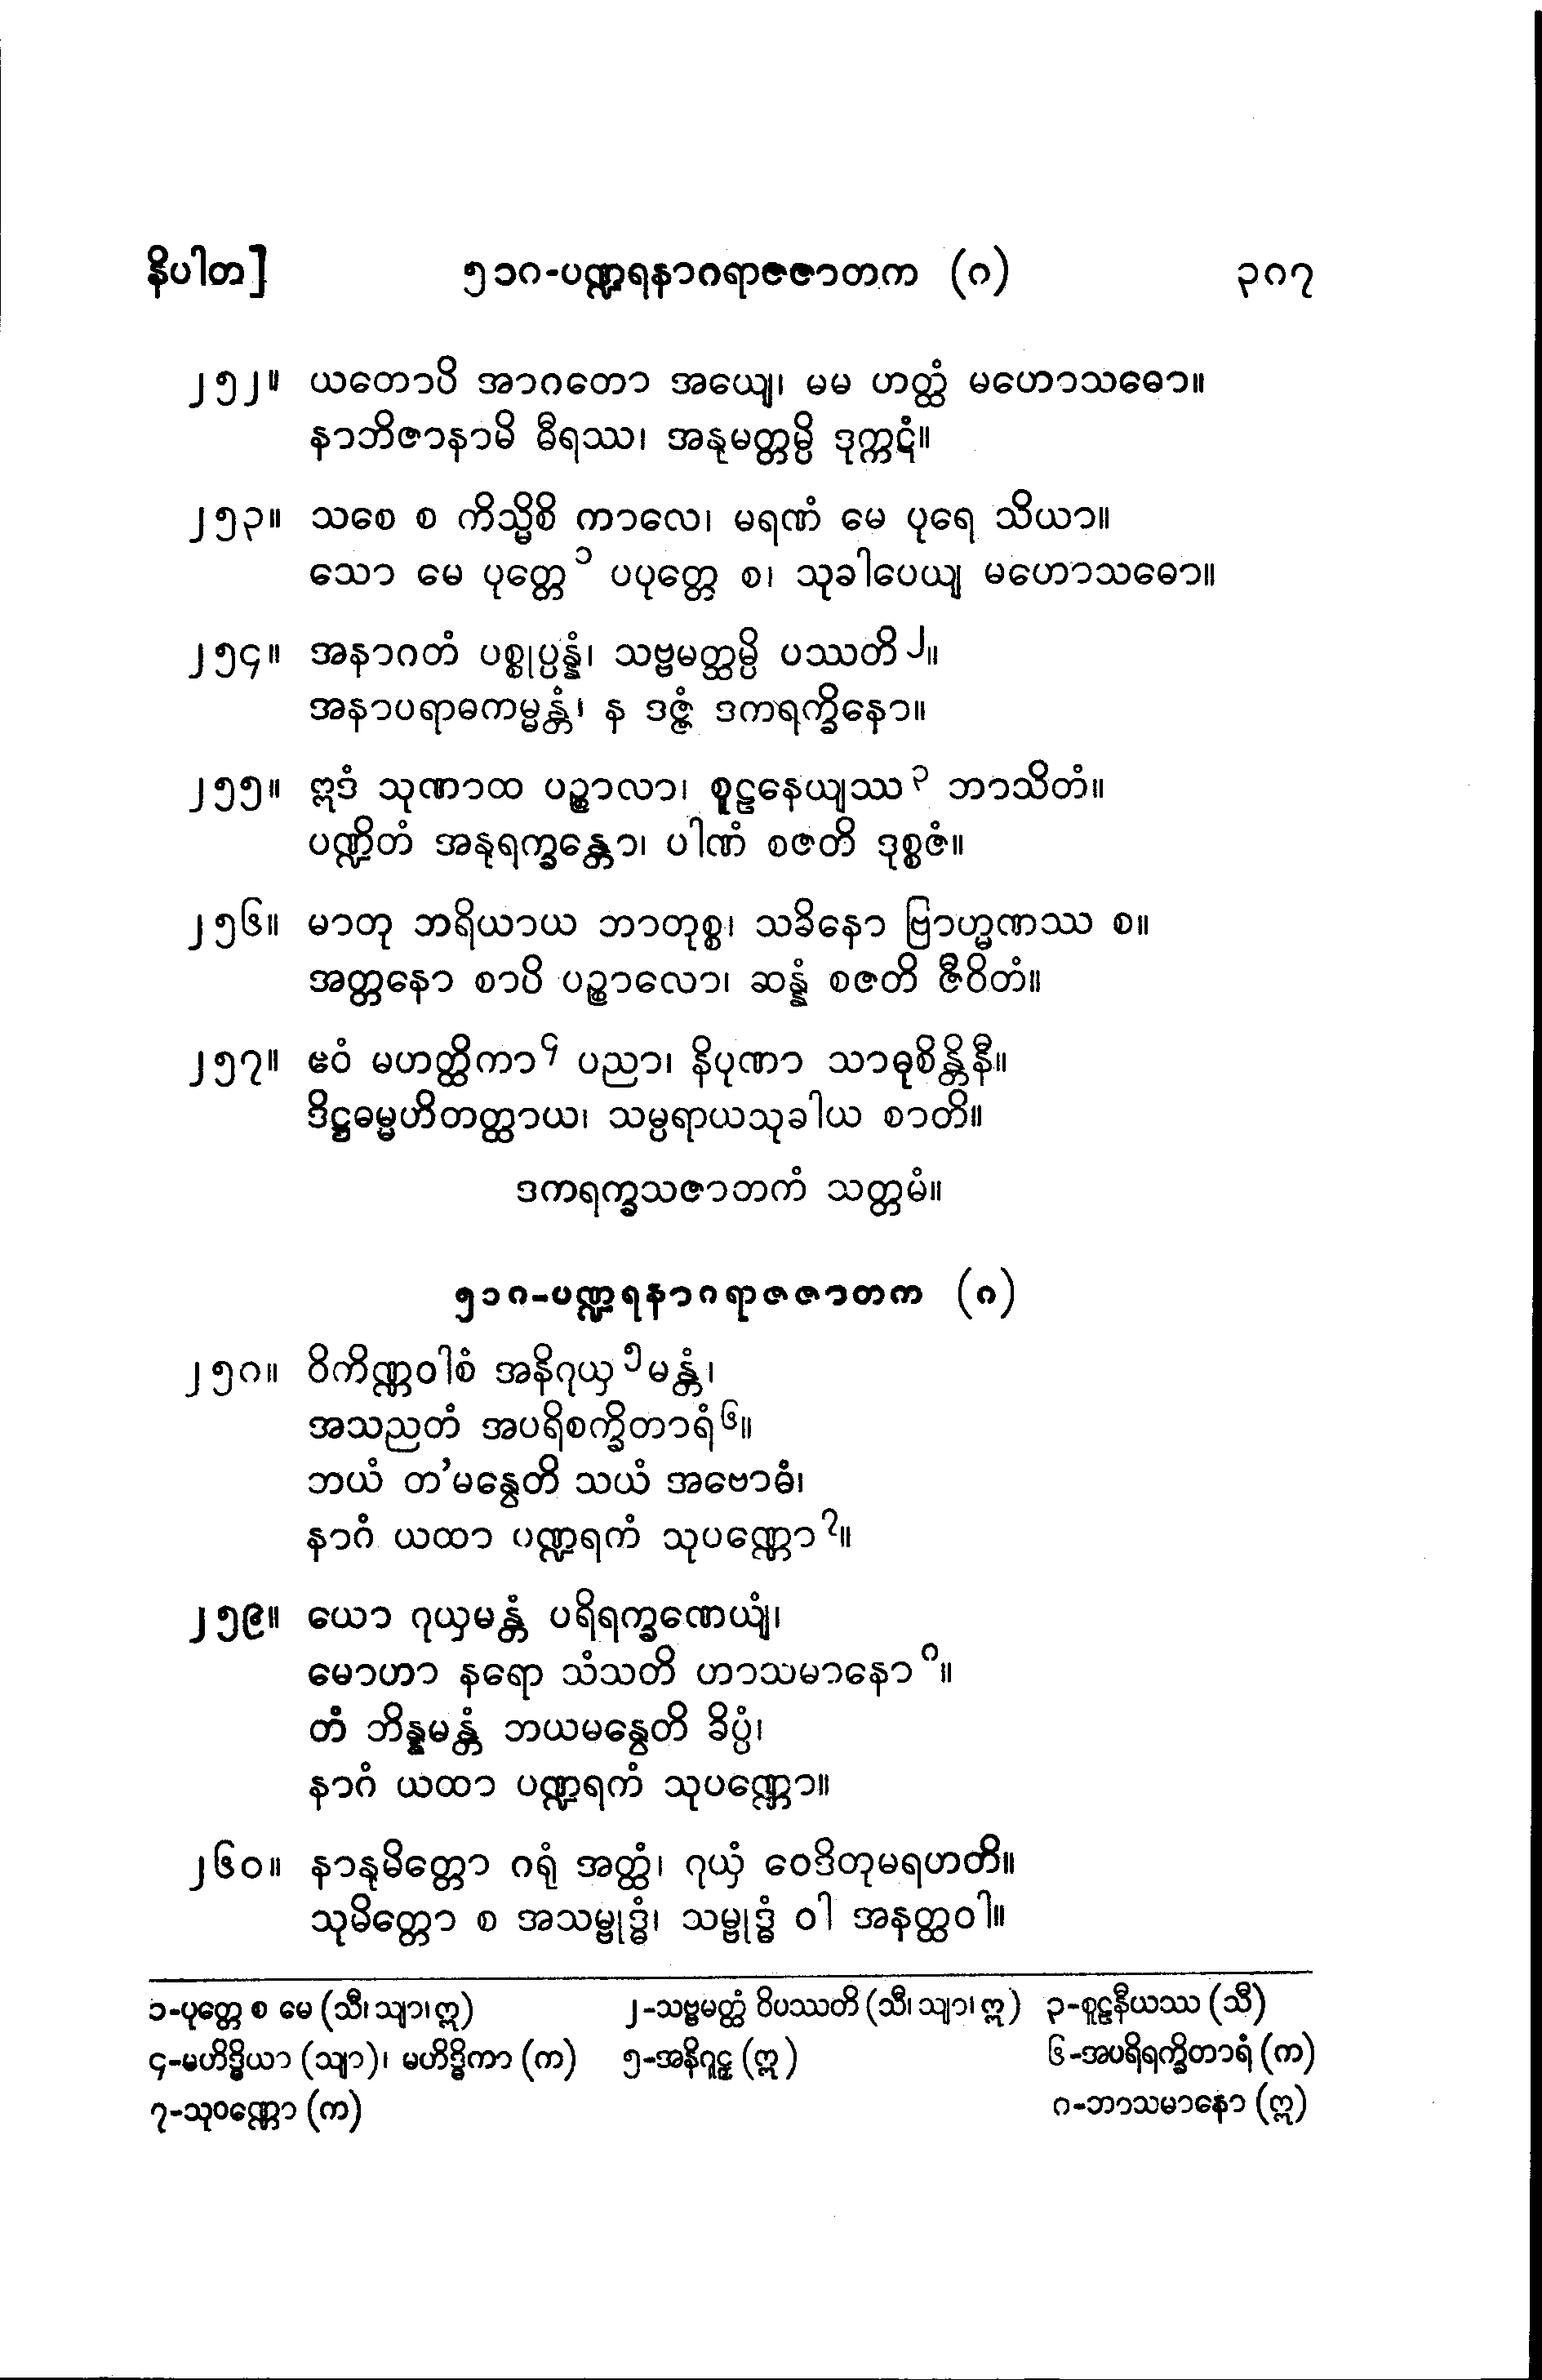 နိပါတ] ၅၁၈-ပဏ္ဍရနာဂရာဇဇာတက (၈) ၃၈၇
၂၅၂။ ယတောပိ အာဂတော အယျေ၊ မမ ဟတ္ထံ မဟောသဓော။
နာဘိဇာနာမိ ဓီရဿ၊ အနုမတ္တမ္ပိ ဒုက္ကဋံ။
၂၅၃။ သစေ စ ကိသ္မိစိ ကာလေ၊ မရဏံ မေ ပုရေ သိယာ။
သော မေ ပုတ္တေ ၁ ပပုတ္တေ စ၊ သုခါပေယျ မဟောသဓော။
၂၅၄။ အနာဂတံ ပစ္စုပ္ပန္နံ၊ သဗ္ဗမတ္ထမ္ပိ ပဿတိ ၂။
အနာပရာဓကမ္မန္တံ၊ န ဒဇ္ဇံ ဒကရက္ခိနော။
၂၅၅။ ဣဒံ သုဏာထ ပဉ္စာလာ၊ စူဠနေယျဿ ၃ ဘာသိတံ။
ပဏ္ဍိတံ အနုရက္ခန္တော၊ ပါဏံ စဇတိ ဒုစ္စဇံ။
၂၅၆။ မာတု ဘရိယာယ ဘာတုစ္စ၊ သခိနော ဗြာဟ္မဏဿ စ။
အတ္တနော စာပိ ပဉ္စာလော၊ ဆန္နံ စဇတိ ဇီဝိတံ။
၂၅၇။ ဧဝံ မဟတ္ထိကာ ၄ ပညာ၊ နိပုဏာ သာဓုစိန္တိနီ။
ဒိဋ္ဌဓမ္မဟိတတ္ထာယ၊ သမ္ပရာယသုခါယ စာတိ။
ဒကရက္ခသဇာတကံ သတ္တမံ။
၅၁၈-ပဏ္ဍရနာဂရာဇဇာတက (၈)
၂၅၈။ ဝိကိဏ္ဏဝါစံ အနိဂုယှ ၅ မန္တံ၊
အသညတံ အပရိစက္ခိတာရံ ၆။
ဘယံ တ’မနွေတိ သယံ အဗောဓံ၊
နာဂံ ယထာ ပဏ္ဍရကံ သုပဏ္ဏော ၇။
၂၅၉။ ယော ဂုယှမန္တံ ပရိရက္ခဏေယျံ၊
မောဟာ နရော သံသတိ ဟာသမာနော ၈။
တံ ဘိန္နမန္တံ ဘယမနွေတိ ခိပ္ပံ၊
နာဂံ ယထာ ပဏ္ဍရကံ သုပဏ္ဏော။
၂၆၀။ နာနုမိတ္တော ဂရုံ အတ္ထံ၊ ဂုယှံ ဝေဒိတုမရဟတိ။
သုမိတ္တော စ အသမ္ဗုဒ္ဓံ၊ သမ္ဗုဒ္ဓံ ဝါ အနတ္ထဝါ။
၁-ပုတ္တေ စ မေ (သီ၊ သျာ၊ ဣ) ၂-သဗ္ဗမတ္ထံ ဝိပဿတိ (သီ၊ သျာ၊ ဣ) ၃-စူဠနီယဿ (သီ)
၄-မဟိဒ္ဓိယာ (သျာ)၊ မဟိဒ္ဓိကာ (က) ၅-အနိဂူဠှ (ဣ) ၆-အပရိရက္ခိတာရံ (က)
၇-သုဝဏ္ဏော (က) ၈-ဘာသမာနော (ဣ)